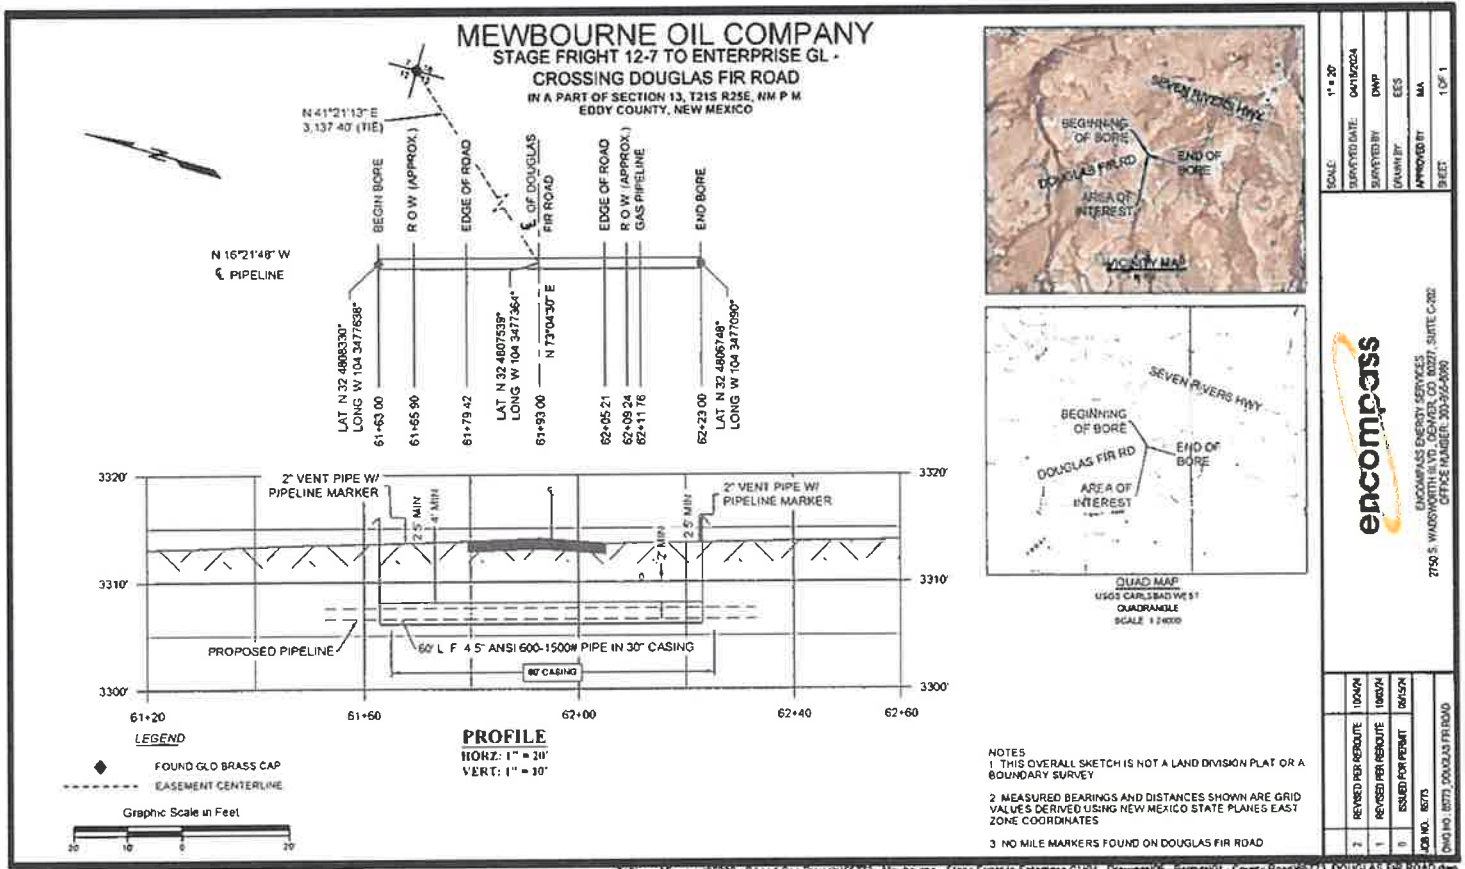 MEWBOURNE OIL COMPANY
STAGE FRIGHT 12-7 TO ENTERPRISE GL -
CROSSING DOUGLAS FIR ROAD
IN A PART OF SECTION 13, T21S R25E, NM P M
EDDY COUNTY, NEW MEXICO
N 41°21'13" E
3,137 40' (TIE)
N
BEGIN BORE
R O W (APPROX.)
EDGE OF ROAD
℄ OF DOUGLAS
FIR ROAD
EDGE OF ROAD
R O W (APPROX.)
GAS PIPELINE
END BORE
N 16°21'48" W
℄ PIPELINE
LAT N 32 4808330°
LONG W 104 3477638°
61+63 00
61+65 90
61+79 42
LAT N 32 4807539°
LONG W 104 3477364°
61+93 00
N 73°04'30" E
62+05 21
62+09 24
62+11 76
62+23 00
LAT N 32 4806748°
LONG W 104 3477090°
3320'
3320'
2" VENT PIPE W/
PIPELINE MARKER
2 5' MIN
4' MIN
℄
2' MIN
2 5' MIN
2" VENT PIPE W/
PIPELINE MARKER
3310'
3310'
PROPOSED PIPELINE
60' L F 4 5" ANSI 600-1500# PIPE IN 30" CASING
60' CASING
3300'
3300'
61+20
61+60
62+00
62+40
62+60
PROFILE
HORZ: 1" = 20'
VERT: 1" = 10'
LEGEND
FOUND GLO BRASS CAP
EASEMENT CENTERLINE
Graphic Scale in Feet
20'
10'
0
20'
SEVEN RIVERS HWY
BEGINNING
OF BORE
END OF
BORE
DOUGLAS FIR RD
AREA OF
INTEREST
VICINITY MAP
SEVEN RIVERS HWY
BEGINNING
OF BORE
END OF
BORE
DOUGLAS FIR RD
AREA OF
INTEREST
QUAD MAP
USGS CARLSBAD WEST
QUADRANGLE
SCALE 1 24000
NOTES
1 THIS OVERALL SKETCH IS NOT A LAND DIVISION PLAT OR A
BOUNDARY SURVEY
2 MEASURED BEARINGS AND DISTANCES SHOWN ARE GRID
VALUES DERIVED USING NEW MEXICO STATE PLANES EAST
ZONE COORDINATES
3 NO MILE MARKERS FOUND ON DOUGLAS FIR ROAD
SCALE: 1" = 20'
SURVEYED DATE: 04/18/2024
SURVEYED BY DWP
DRAWN BY EES
APPROVED BY MA
SHEET 1 OF 1
encompass
ENCOMPASS ENERGY SERVICES
2750 S. WADSWORTH BLVD, DENVER, CO. 80227, SUITE C-202
OFFICE NUMBER:
2 REVISED PER REROUTE 10/24/24
1 REVISED PER REROUTE 10/03/24
0 ISSUED FOR PERMIT 05/15/24
JOB NO.
DWG NO.: DOUGLAS FIR ROAD